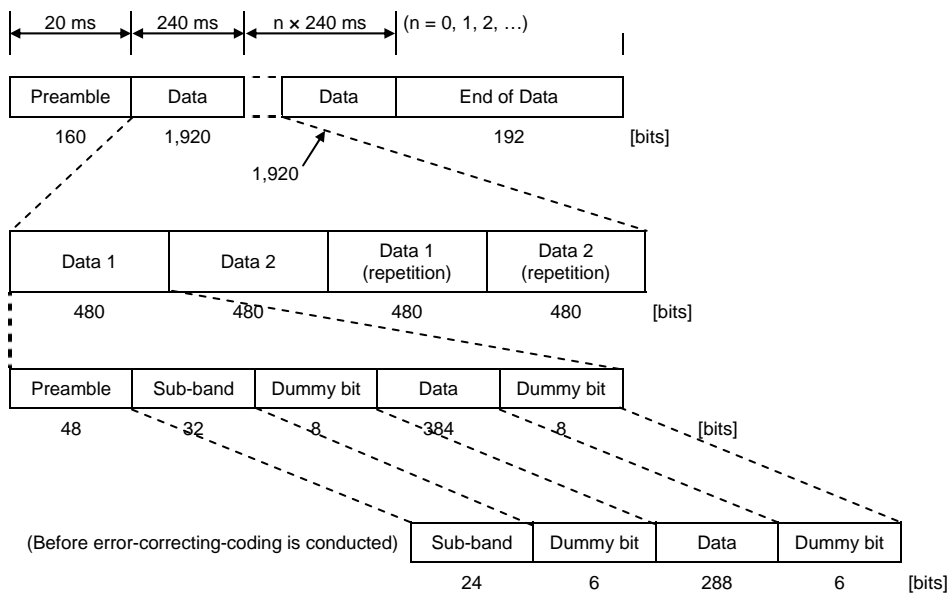 20 ms 240 ms n × 240 ms (n = 0, 1, 2, …)
Preamble Data Data End of Data
160 1,920 192 [bits]
1,920
Data 1 Data 2 Data 1 (repetition) Data 2 (repetition)
480 480 480 480 [bits]
Preamble Sub-band Dummy bit Data Dummy bit
48 32 8 384 8 [bits]
(Before error-correcting-coding is conducted) Sub-band Dummy bit Data Dummy bit
24 6 288 6 [bits]